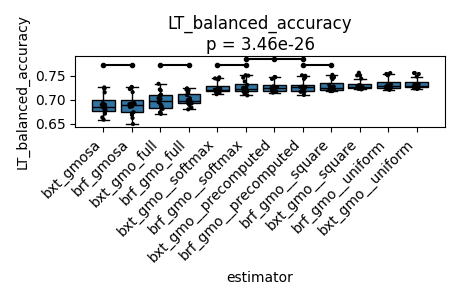 LT_balanced_accuracy
p = 3.46e-26
LT_balanced_accuracy
0.75
0.70
0.65
bxt_gmosa
brf_gmosa
bxt_gmo_full
brf_gmo_full
bxt_gmo__softmax
brf_gmo__softmax
bxt_gmo__precomputed
brf_gmo__precomputed
brf_gmo__square
bxt_gmo__square
brf_gmo__uniform
bxt_gmo__uniform
estimator